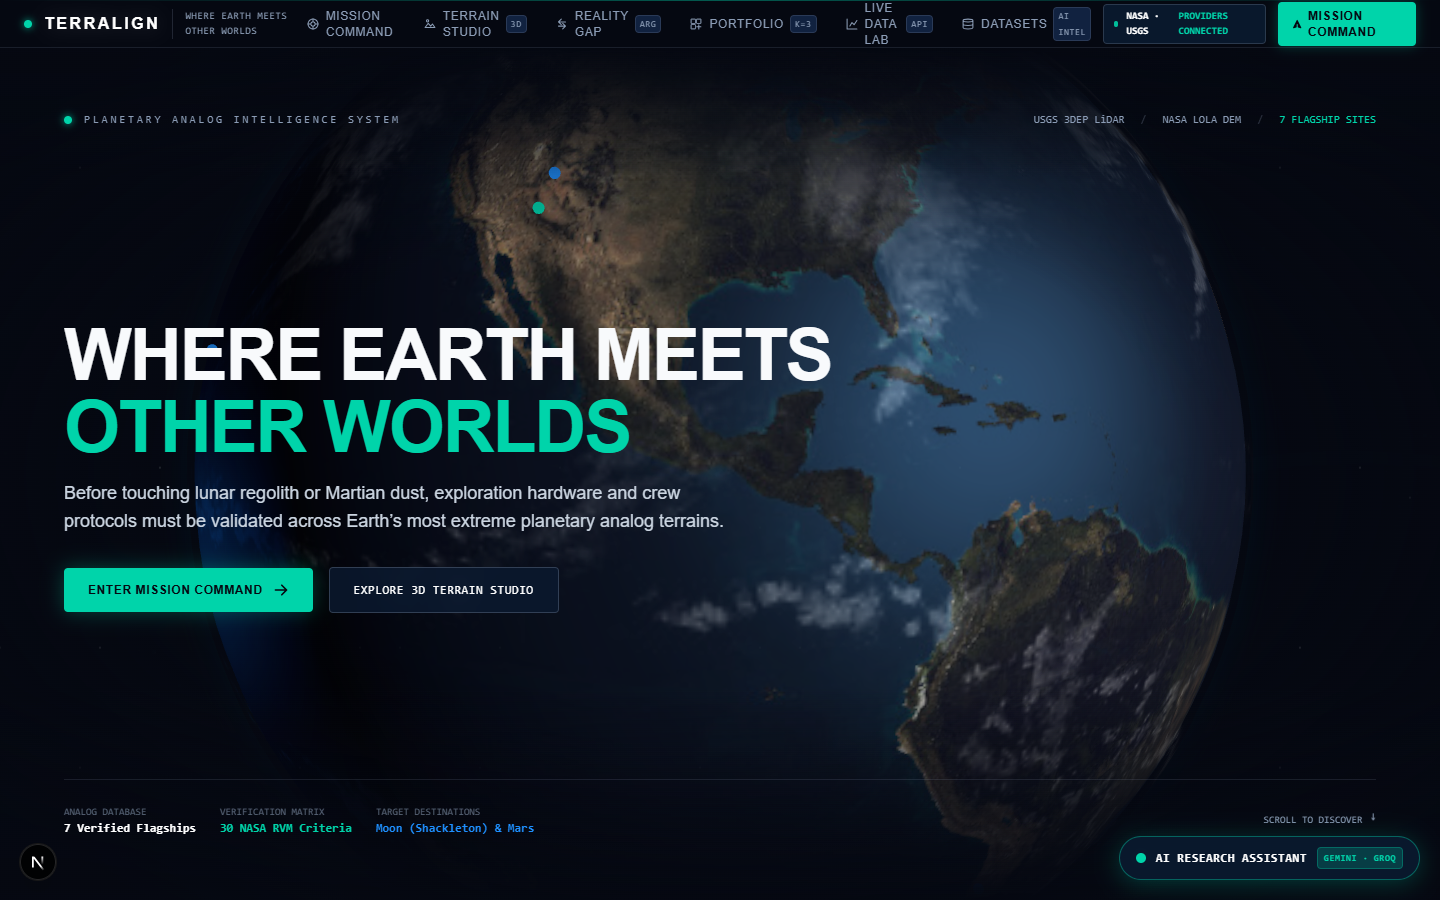 TERRALIGN
WHERE EARTH MEETS
OTHER WORLDS
MISSION
COMMAND
TERRAIN
STUDIO
3D
REALITY
GAP
ARG
PORTFOLIO
K=3
LIVE
DATA
LAB
API
DATASETS
AI
INTEL
NASA ·
USGS
PROVIDERS
CONNECTED
MISSION
COMMAND
PLANETARY ANALOG INTELLIGENCE SYSTEM
USGS 3DEP LiDAR / NASA LOLA DEM / 7 FLAGSHIP SITES
WHERE EARTH MEETS
OTHER WORLDS
Before touching lunar regolith or Martian dust, exploration hardware and crew
protocols must be validated across Earth's most extreme planetary analog terrains.
ENTER MISSION COMMAND →
EXPLORE 3D TERRAIN STUDIO
ANALOG DATABASE
7 Verified Flagships
VERIFICATION MATRIX
30 NASA RVM Criteria
TARGET DESTINATIONS
Moon (Shackleton) & Mars
SCROLL TO DISCOVER ↓
N
AI RESEARCH ASSISTANT
GEMINI · GROQ